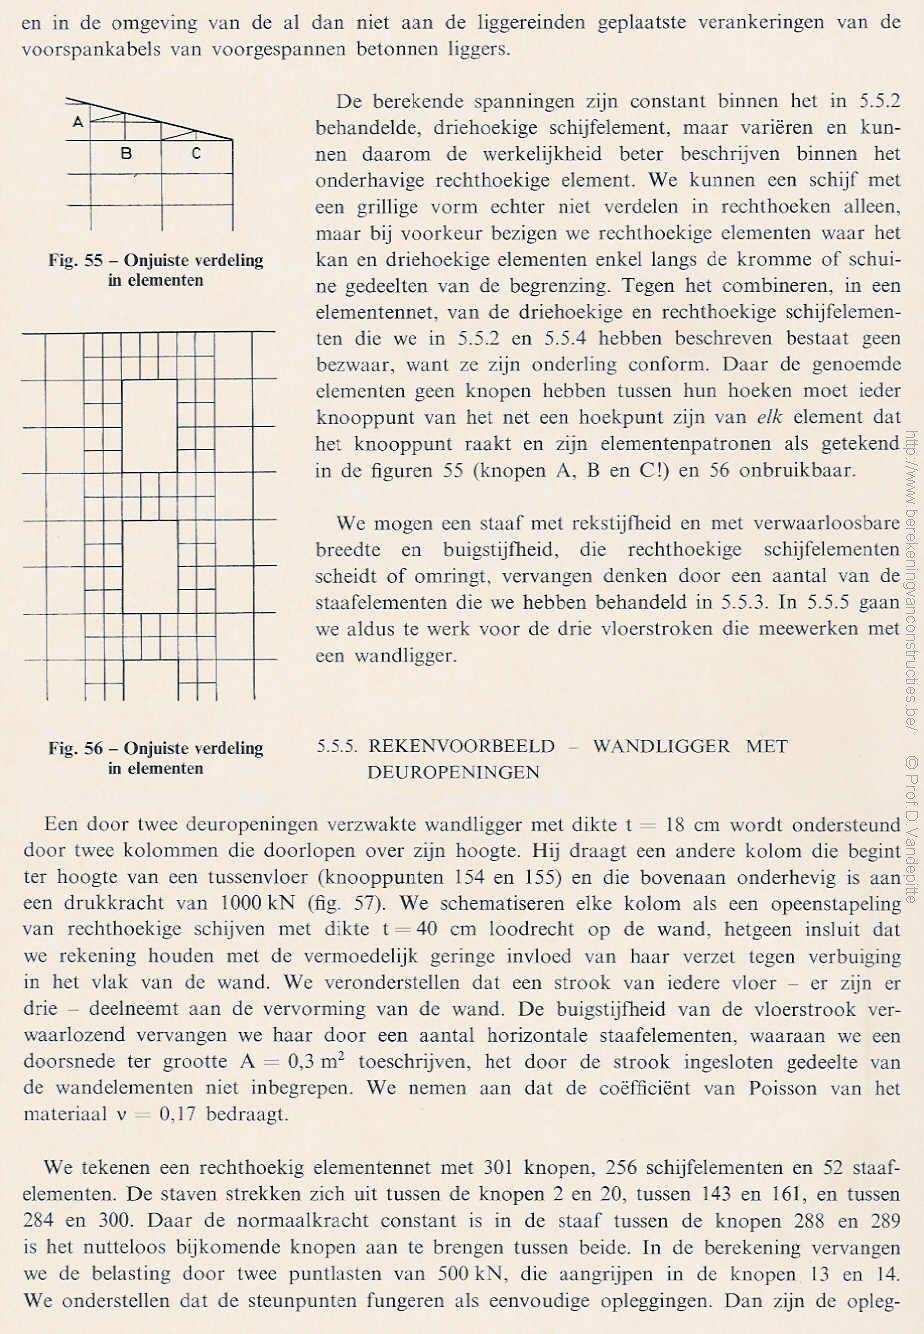 en in de omgeving van de al dan niet aan de liggereinden geplaatste verankeringen van de
voorspankabels van voorgespannen betonnen liggers.
A
B
C
Fig. 55 – Onjuiste verdeling
in elementen
De berekende spanningen zijn constant binnen het in 5.5.2
behandelde, driehoekige schijfelement, maar variëren en kun-
nen daarom de werkelijkheid beter beschrijven binnen het
onderhavige rechthoekige element. We kunnen een schijf met
een grillige vorm echter niet verdelen in rechthoeken alleen,
maar bij voorkeur bezigen we rechthoekige elementen waar het
kan en driehoekige elementen enkel langs de kromme of schui-
ne gedeelten van de begrenzing. Tegen het combineren, in een
elementennet, van de driehoekige en rechthoekige schijfelemen-
ten die we in 5.5.2 en 5.5.4 hebben beschreven bestaat geen
bezwaar, want ze zijn onderling conform. Daar de genoemde
elementen geen knopen hebben tussen hun hoeken moet ieder
knooppunt van het net een hoekpunt zijn van elk element dat
het knooppunt raakt en zijn elementenpatronen als getekend
in de figuren 55 (knopen A, B en C!) en 56 onbruikbaar.
We mogen een staaf met rekstijfheid en met verwaarloosbare
breedte en buigstijfheid, die rechthoekige schijfelementen
scheidt of omringt, vervangen denken door een aantal van de
staafelementen die we hebben behandeld in 5.5.3. In 5.5.5 gaan
we aldus te werk voor de drie vloerstroken die meewerken met
een wandligger.
Fig. 56 – Onjuiste verdeling
in elementen
5.5.5. REKENVOORBEELD – WANDLIGGER MET
DEUROPENINGEN
Een door twee deuropeningen verzwakte wandligger met dikte t = 18 cm wordt ondersteund
door twee kolommen die doorlopen over zijn hoogte. Hij draagt een andere kolom die begint
ter hoogte van een tussenvloer (knooppunten 154 en 155) en die bovenaan onderhevig is aan
een drukkracht van 1000 kN (fig. 57). We schematiseren elke kolom als een opeenstapeling
van rechthoekige schijven met dikte t = 40 cm loodrecht op de wand, hetgeen insluit dat
we rekening houden met de vermoedelijk geringe invloed van haar verzet tegen verbuiging
in het vlak van de wand. We veronderstellen dat een strook van iedere vloer – er zijn er
drie – deelneemt aan de vervorming van de wand. De buigstijfheid van de vloerstrook ver-
waarlozend vervangen we haar door een aantal horizontale staafelementen, waaraan we een
doorsnede ter grootte A = 0,3 m² toeschrijven, het door de strook ingesloten gedeelte van
de wandelementen niet inbegrepen. We nemen aan dat de coëfficiënt van Poisson van het
materiaal ν = 0,17 bedraagt.
We tekenen een rechthoekig elementennet met 301 knopen, 256 schijfelementen en 52 staaf-
elementen. De staven strekken zich uit tussen de knopen 2 en 20, tussen 143 en 161, en tussen
284 en 300. Daar de normaalkracht constant is in de staaf tussen de knopen 288 en 289
is het nutteloos bijkomende knopen aan te brengen tussen beide. In de berekening vervangen
we de belasting door twee puntlasten van 500 kN, die aangrijpen in de knopen 13 en 14.
We onderstellen dat de steunpunten fungeren als eenvoudige opleggingen. Dan zijn de opleg-
http://www.berekeningvanconstructies.be/ © Prof.D.Vandepitte